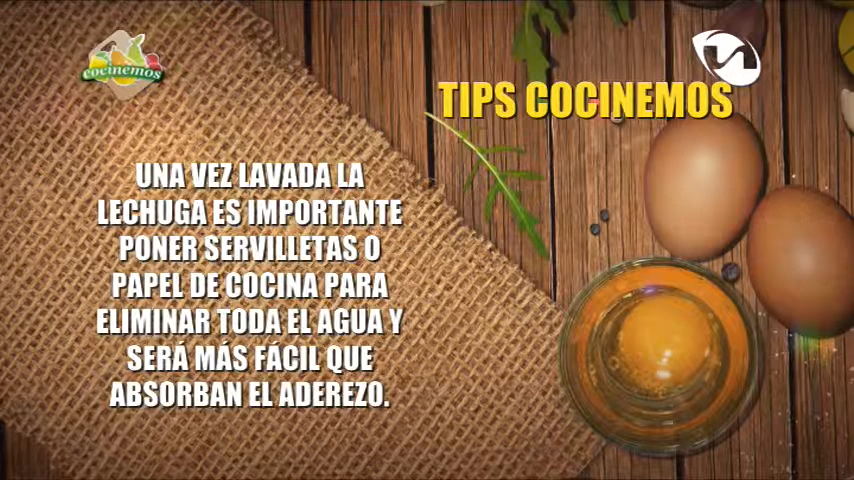 cocinemos
TIPS COCINEMOS
UNA VEZ LAVADA LA
LECHUGA ES IMPORTANTE
PONER SERVILLETAS O
PAPEL DE COCINA PARA
ELIMINAR TODA EL AGUA Y
SERÁ MÁS FÁCIL QUE
ABSORBAN EL ADEREZO.